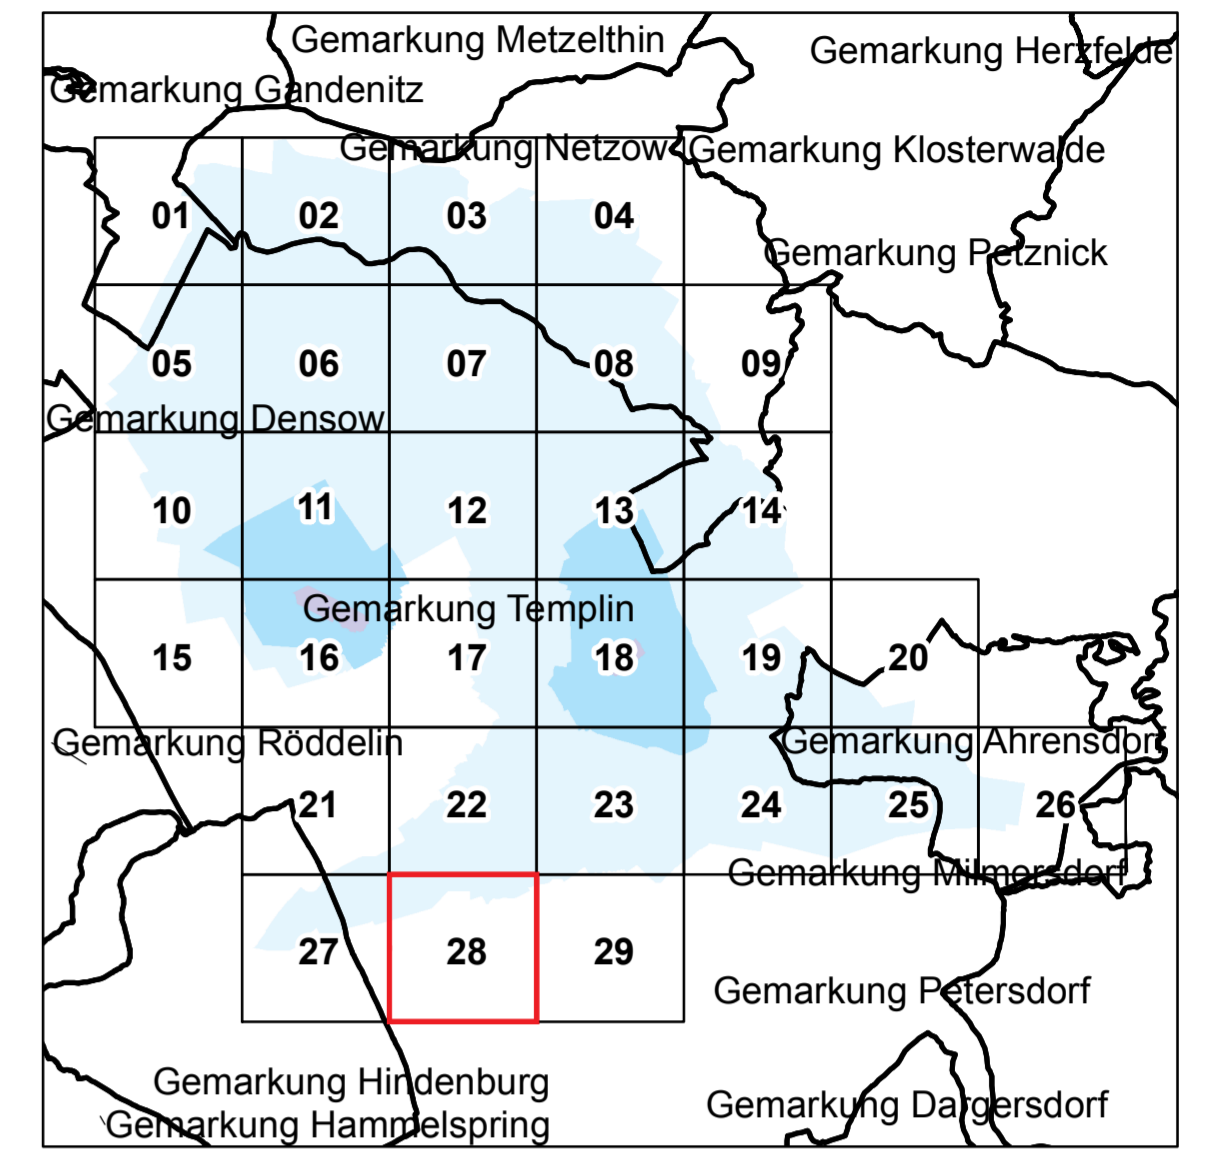 Gemarkung Metzelthin
Gemarkung Herzfelde
Gemarkung Gandenitz
Gemarkung Netzow
Gemarkung Klosterwalde
01 02 03 04
Gemarkung Petznick
05 06 07 08 09
Gemarkung Densow
10 11 12 13 14
Gemarkung Templin
15 16 17 18 19 20
Gemarkung Röddelin
Gemarkung Ahrensdorf
21 22 23 24 25 26
Gemarkung Milmersdorf
27 28 29
Gemarkung Petersdorf
Gemarkung Hindenburg
Gemarkung Dargersdorf
Gemarkung Hammelspring